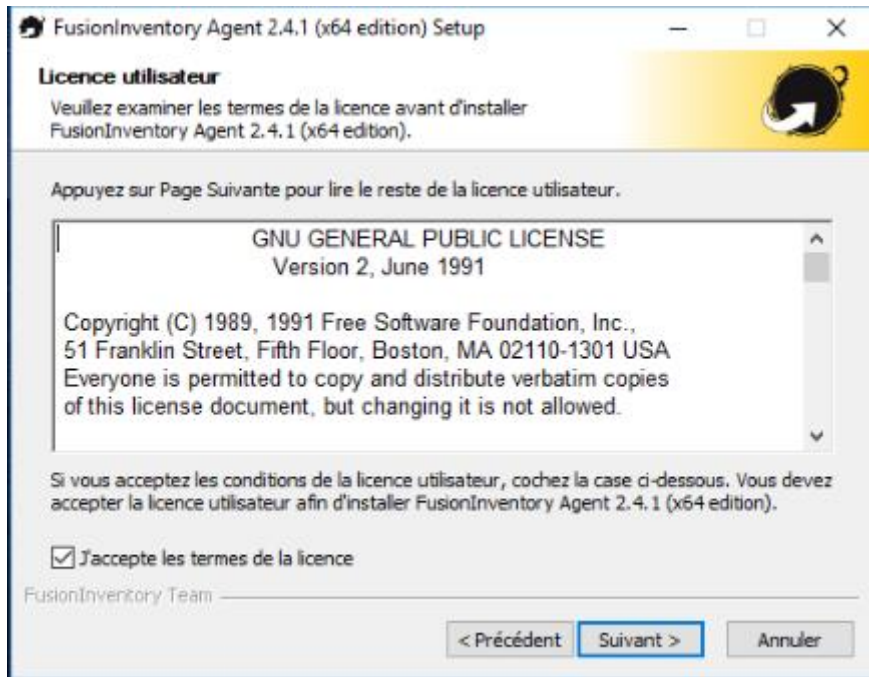 FusionInventory Agent 2.4.1 (x64 edition) Setup
Licence utilisateur
Veuillez examiner les termes de la licence avant d'installer
FusionInventory Agent 2.4.1 (x64 edition).
Appuyez sur Page Suivante pour lire le reste de la licence utilisateur.
GNU GENERAL PUBLIC LICENSE
Version 2, June 1991
Copyright (C) 1989, 1991 Free Software Foundation, Inc.,
51 Franklin Street, Fifth Floor, Boston, MA 02110-1301 USA
Everyone is permitted to copy and distribute verbatim copies
of this license document, but changing it is not allowed.
Si vous acceptez les conditions de la licence utilisateur, cochez la case ci-dessous. Vous devez
accepter la licence utilisateur afin d'installer FusionInventory Agent 2.4.1 (x64 edition).
J'accepte les termes de la licence
FusionInventory Team
< Précédent Suivant > Annuler